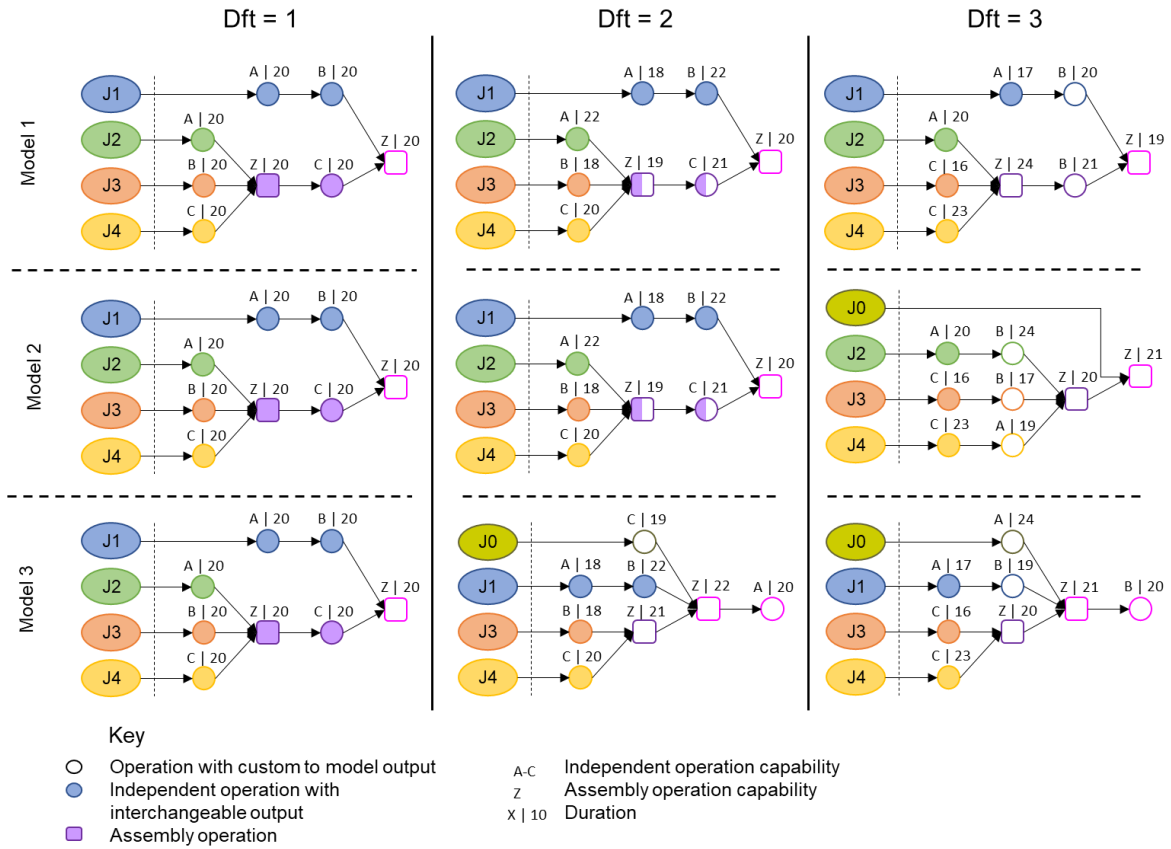 Dft = 1
Dft = 2
Dft = 3
Model 1
J1
A | 20
B | 20
J2
A | 20
J3
B | 20
Z | 20
C | 20
Z | 20
J4
C | 20
J1
A | 18
B | 22
J2
A | 22
J3
B | 18
Z | 19
C | 21
Z | 20
J4
C | 20
J1
A | 17
B | 20
J2
A | 20
J3
C | 16
Z | 24
B | 21
Z | 19
J4
C | 23
Model 2
J1
A | 20
B | 20
J2
A | 20
J3
B | 20
Z | 20
C | 20
Z | 20
J4
C | 20
J1
A | 18
B | 22
J2
A | 22
J3
B | 18
Z | 19
C | 21
Z | 20
J4
C | 20
J0
J2
A | 20
B | 24
Z | 21
J3
C | 16
B | 17
Z | 20
J4
C | 23
A | 19
Model 3
J1
A | 20
B | 20
J2
A | 20
J3
B | 20
Z | 20
C | 20
Z | 20
J4
C | 20
J0
C | 19
J1
A | 18
B | 22
Z | 22
A | 20
J3
B | 18
Z | 21
J4
C | 20
J0
A | 24
J1
A | 17
B | 19
Z | 21
B | 20
J3
C | 16
Z | 20
J4
C | 23
Key
Operation with custom to model output
Independent operation with
intercheable output
Assembly operation
A-C Independent operation capability
Z Assembly operation capability
X | 10 Duration